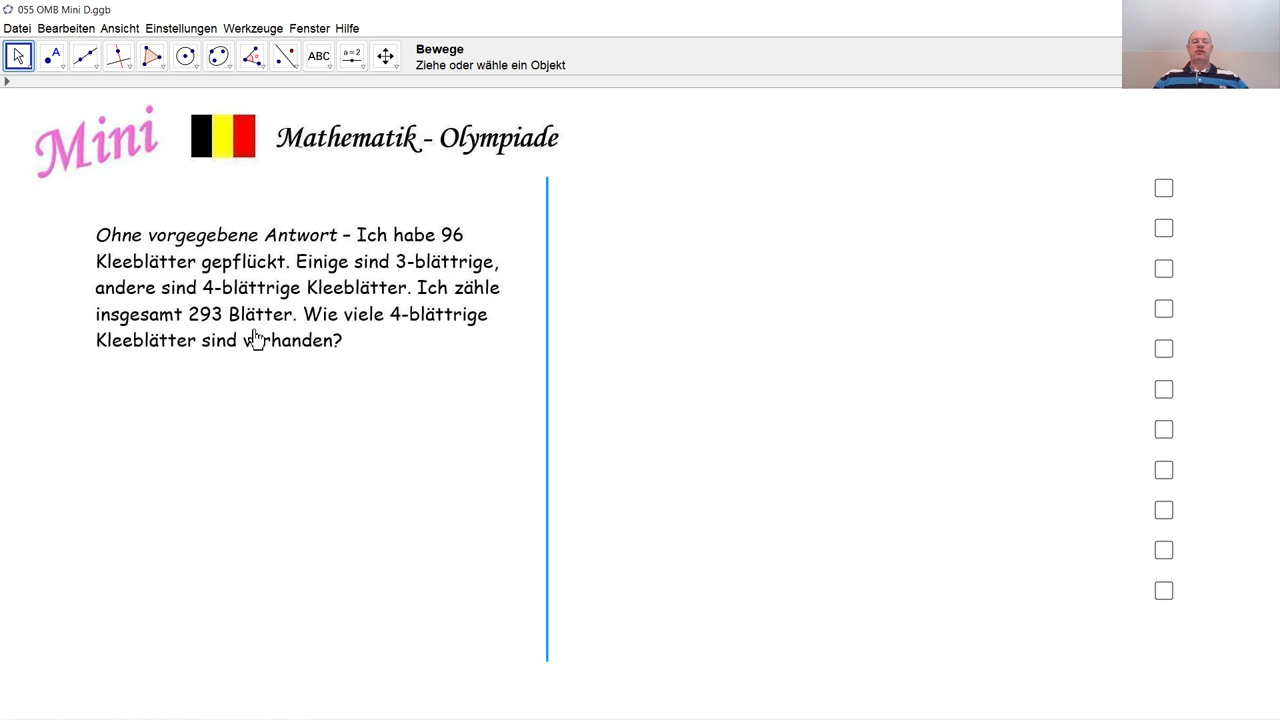 055 OMB Mini D.ggb
Datei Bearbeiten Ansicht Einstellungen Werkzeuge Fenster Hilfe
A
ABC
a=2
Bewege
Ziehe oder wähle ein Objekt
Mini
Mathematik - Olympiade
Ohne vorgegebene Antwort – Ich habe 96
Kleeblätter gepflückt. Einige sind 3-blättrige,
andere sind 4-blättrige Kleeblätter. Ich zähle
insgesamt 293 Blätter. Wie viele 4-blättrige
Kleeblätter sind vorhanden?